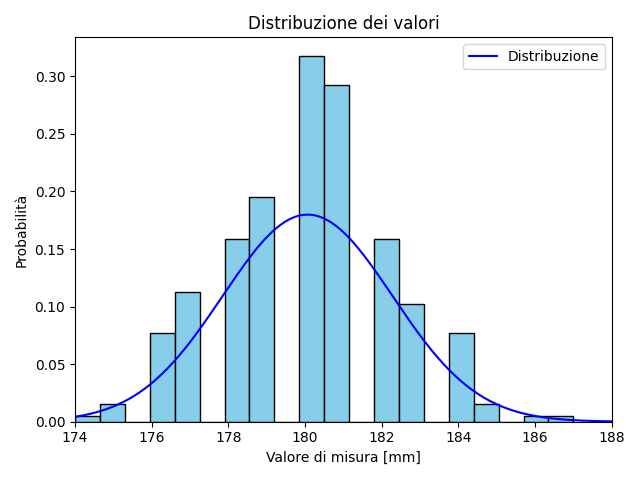 Distribuzione dei valori
Distribuzione
Probabilità
0.30
0.25
0.20
0.15
0.10
0.05
0.00
174 176 178 180 182 184 186 188
Valore di misura [mm]